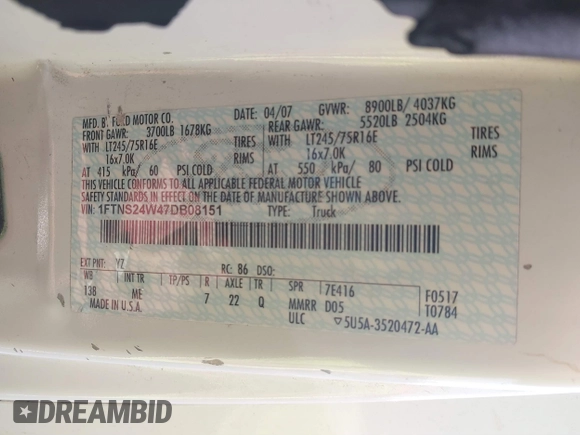 MFD. BY FORD MOTOR CO. DATE: 04/07 GVWR: 8900LB/ 4037KG
FRONT GAWR: 3700LB 1678KG REAR GAWR: 5520LB 2504KG
WITH LT245/75R16E TIRES WITH LT245/75R16E TIRES
16x7.0K RIMS 16x7.0K RIMS
AT 415 kPa/ 60 PSI COLD AT 550 kPa/ 80 PSI COLD
THIS VEHICLE CONFORMS TO ALL APPLICABLE FEDERAL MOTOR VEHICLE
SAFETY STANDARDS IN EFFECT ON THE DATE OF MANUFACTURE SHOWN ABOVE.
VIN: 1FTNS24W47DB08151 TYPE: Truck
EXT PNT: YZ RC: B6 DSO:
WB INT TR TP/PS R AXLE TR SPR 7E416 F0517
138 ME 7 22 Q MMRR D05 T0784
MADE IN U.S.A. ULC ▽5U5A-3520472-AA
DREAMBID